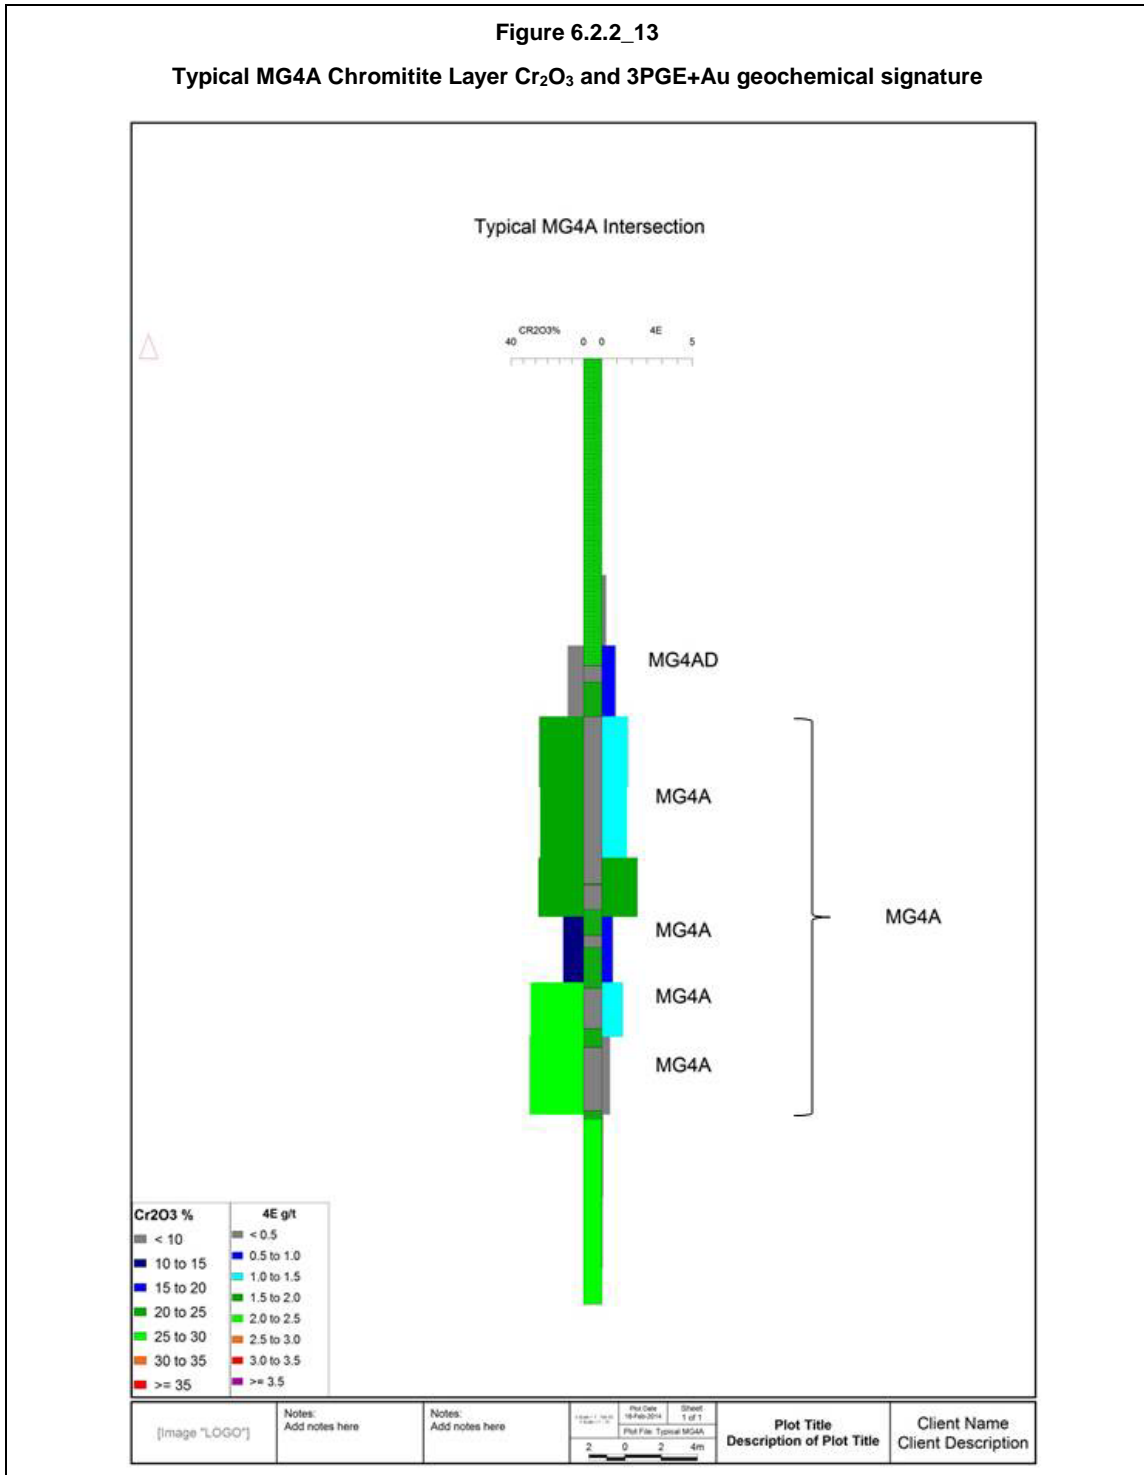 Figure 6.2.2_13
Typical MG4A Chromitite Layer Cr₂O₃ and 3PGE+Au geochemical signature
Typical MG4A Intersection
CR2O3% 4E
40 0 0 5
MG4AD
MG4A
MG4A
MG4A
MG4A
MG4A
Cr2O3 %
< 10
10 to 15
15 to 20
20 to 25
25 to 30
30 to 35
>= 35
4E g/t
< 0.5
0.5 to 1.0
1.0 to 1.5
1.5 to 2.0
2.0 to 2.5
2.5 to 3.0
3.0 to 3.5
>= 3.5
[Image "LOGO"]
Notes:
Add notes here
Notes:
Add notes here
Plot Date
18-Feb-2014
Sheet
1 of 1
Plot File: Typical MG4A
2 0 2 4m
Plot Title
Description of Plot Title
Client Name
Client Description